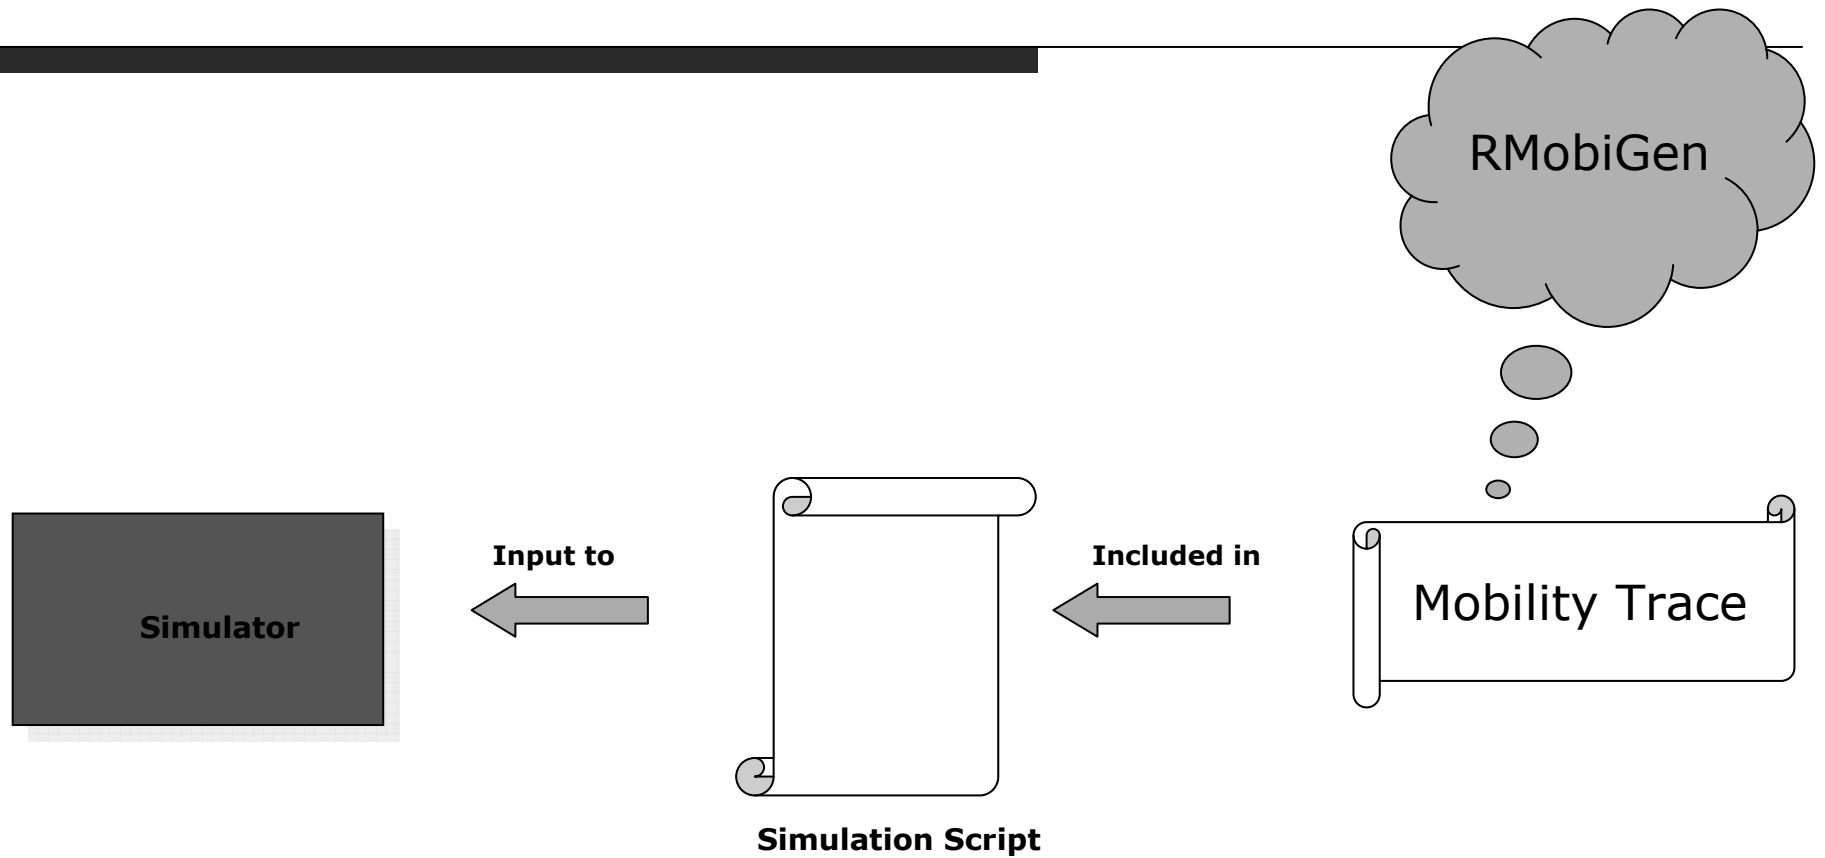 RMobiGen
Input to
Included in
Simulator
Mobility Trace
Simulation Script